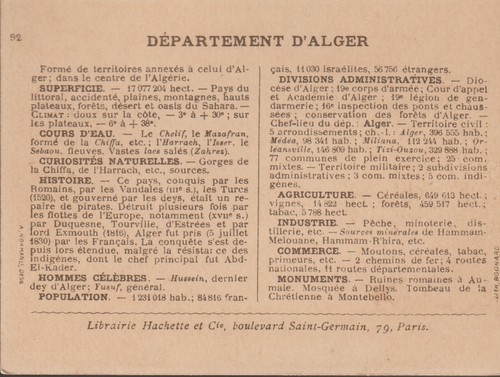 92
DÉPARTEMENT D'ALGER
Formé de territoires annexés à celui d'Al-
ger; dans le centre de l'Algérie.
SUPERFICIE. — 17 077 204 hect. — Pays du
littoral, accidenté, plaines, montagnes, hauts
plateaux, forêts, désert et oasis du Sahara. —
CLIMAT : doux sur la côte, — 3° à + 30° ; sur
les plateaux, — 6° à + 38°.
COURS D'EAU. — Le Chelif, le Mazafran,
formé de la Chiffa, etc.; l'Harrach, l'Isser, le
Sebaou, fleuves. Vastes lacs salés (Zahres).
CURIOSITÉS NATURELLES. — Gorges de
la Chiffa, de l'Harrach, etc., sources.
HISTOIRE. — Ce pays, conquis par les
Romains, par les Vandales (IIIe s), les Turcs
(1520), et gouverné par les deys, était un re-
paire de pirates. Détruit plusieurs fois par
les flottes de l'Europe, notamment (XVIIe s.)
par Duquesne, Tourville, d'Estrées et par
lord Exmouth (1816), Alger fut pris (5 juillet
1830) par les Français. La conquête s'est de-
puis lors étendue, malgré la résistance des
indigènes, dont le chef principal fut Abd-
El-Kader.
HOMMES CÉLÈBRES. — Hussein, dernier
dey d'Alger; Yusuf, général.
POPULATION. — 1 231 048 hab.; 84 846 fran-
çais, 11 030 israélites, 56 756 étrangers.
DIVISIONS ADMINISTRATIVES. — Dio-
cèse d'Alger; 19e corps d'armée; Cour d'appel
et Académie d'Alger; 19e légion de gendar-
merie; 16e inspection des ponts et chaus-
sées; conservation des forêts d'Alger. —
Chef-lieu du dép.: Alger. — Territoire civil :
5 arrondissements; ch.-l.: Alger, 396 555 hab.;
Médéa, 98 341 hab.; Miliana, 112 254 hab.; Or-
léansville, 146 809 hab.; Tizi-Ouzou, 329 898 hab.;
77 communes de plein exercice; 25 com.
mixtes. — Territoire militaire; 2 subdivisions
administratives; 3 com. mixtes; 5 com. indi-
gènes.
AGRICULTURE. — Céréales, 649 613 hect.;
vignes, 14 822 hect.; forêts, 459 517 hect.;
tabac, 5 788 hect.
INDUSTRIE. — Pêche, minoterie, dis-
tillerie, etc. — Sources minérales de Hamman-
Melouane, Hammam-R'hira, etc.
COMMERCE. — Moutons, céréales, tabac,
primeurs, etc. — 2 chemins de fer; 4 routes
nationales, 11 routes départementales.
MONUMENTS. — Ruines romaines à Au-
male. Mosquée à Dellys. Tombeau de la
Chrétienne à Montebello.
Librairie Hachette et Cie, boulevard Saint-Germain, 79, Paris.